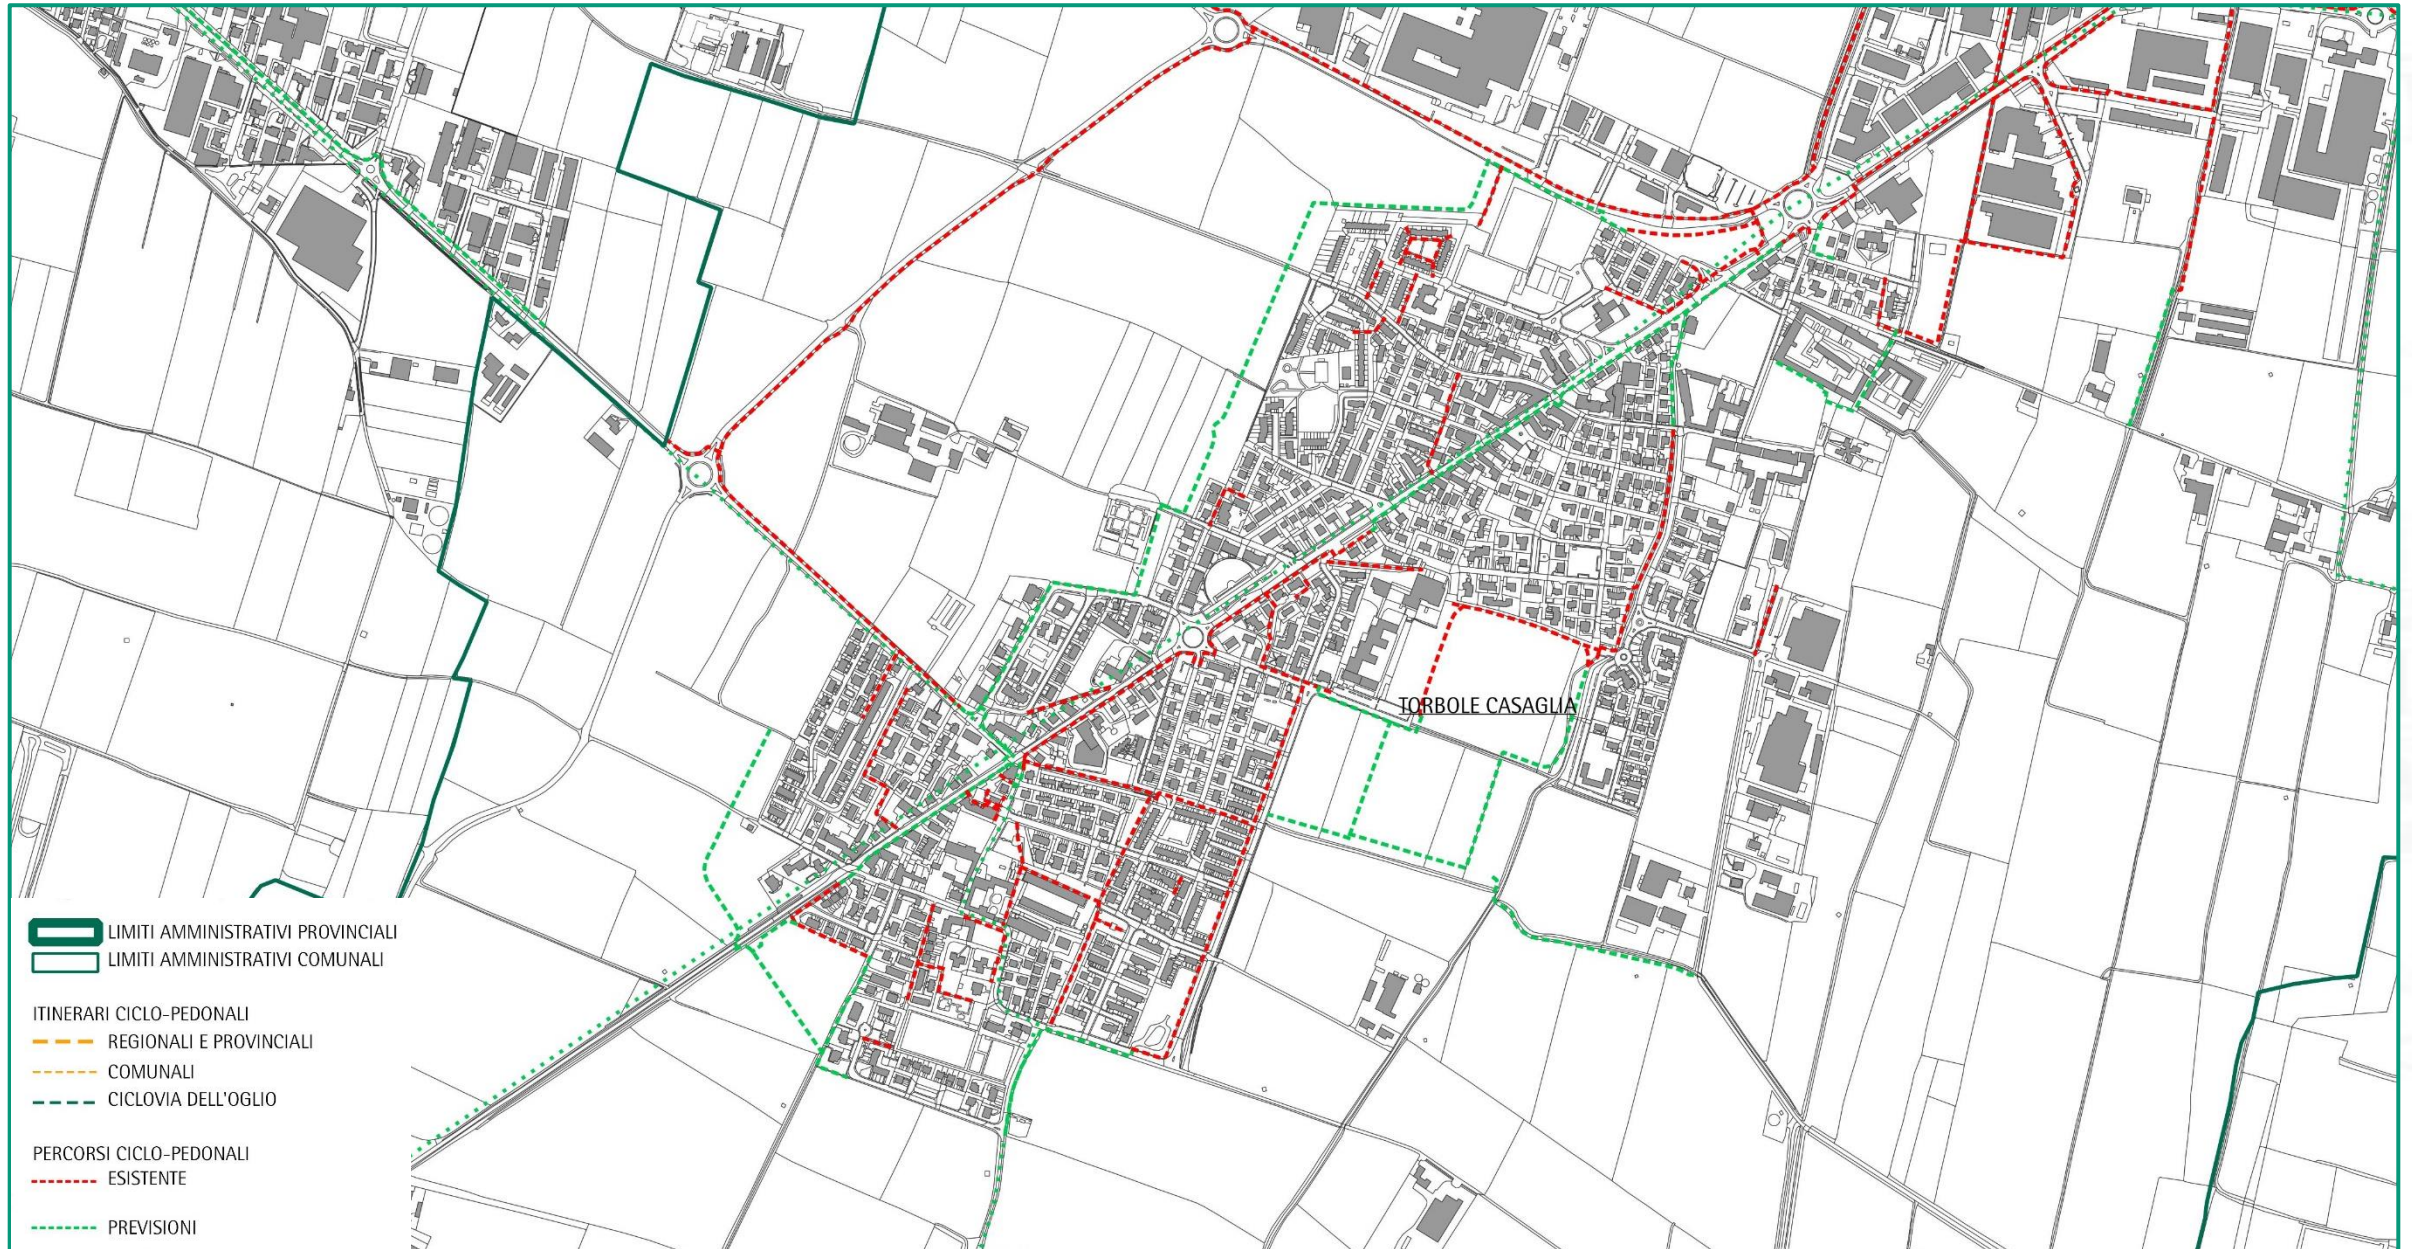 TORBOLE CASAGLIA
LIMITI AMMINISTRATIVI PROVINCIALI
LIMITI AMMINISTRATIVI COMUNALI
ITINERARI CICLO-PEDONALI
REGIONALI E PROVINCIALI
COMUNALI
CICLOVIA DELL'OGLIO
PERCORSI CICLO-PEDONALI
ESISTENTE
PREVISIONI